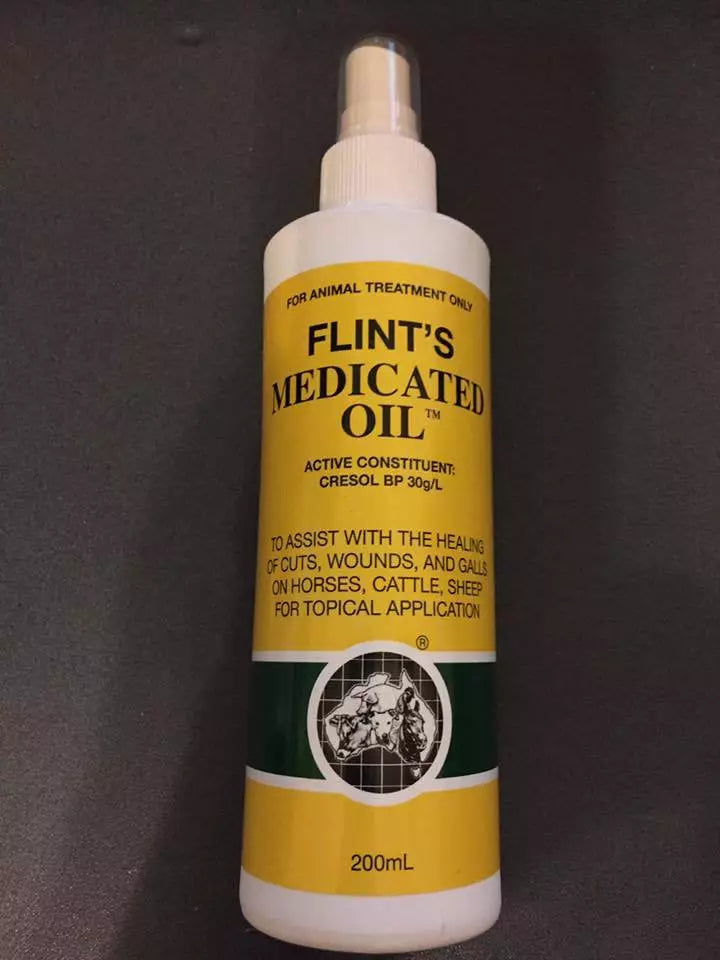 FOR ANIMAL TREATMENT ONLY
FLINT'S
MEDICATED
OIL™
ACTIVE CONSTITUENT:
CRESOL BP 30g/L
TO ASSIST WITH THE HEALING
OF CUTS, WOUNDS, AND GALLS
ON HORSES, CATTLE, SHEEP
FOR TOPICAL APPLICATION
®
200mL